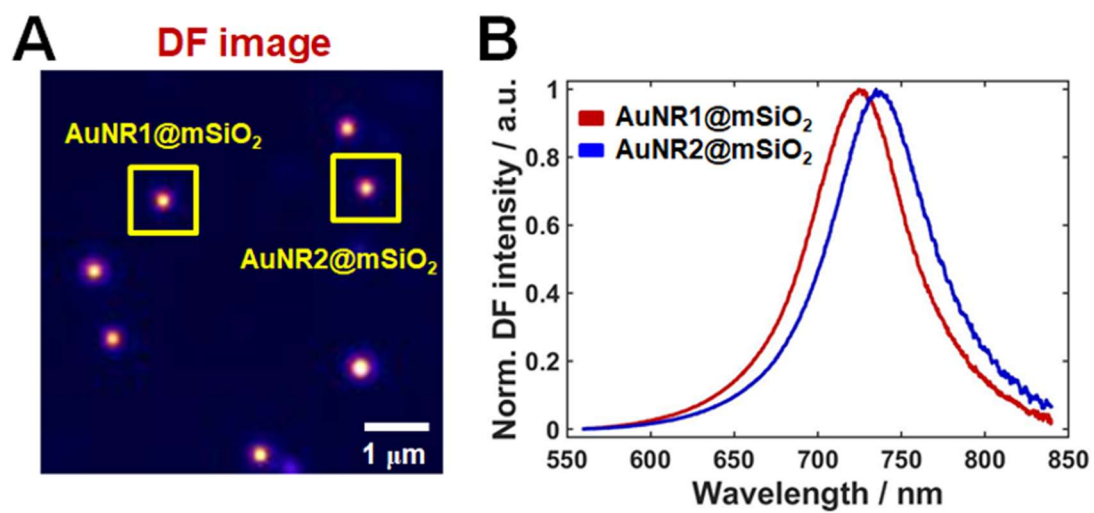 A
DF image
AuNR1@mSiO₂
AuNR2@mSiO₂
1 μm
B
Norm. DF intensity / a.u.
1
0.8
0.6
0.4
0.2
0
AuNR1@mSiO₂
AuNR2@mSiO₂
550 600 650 700 750 800 850
Wavelength / nm